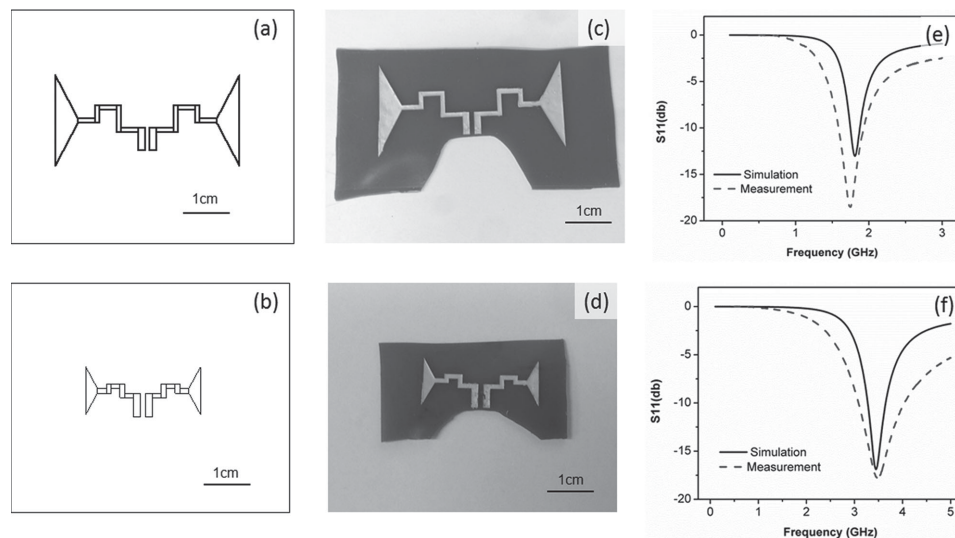 (a)
1cm
(c)
1cm
(e)
0
-5
-10
-15
-20
S11(db)
Simulation
Measurement
1
2
3
Frequency (GHz)
(b)
1cm
(d)
1cm
(f)
0
-5
-10
-15
-20
S11(db)
Simulation
Measurement
0
1
2
3
4
5
Frequency (GHz)